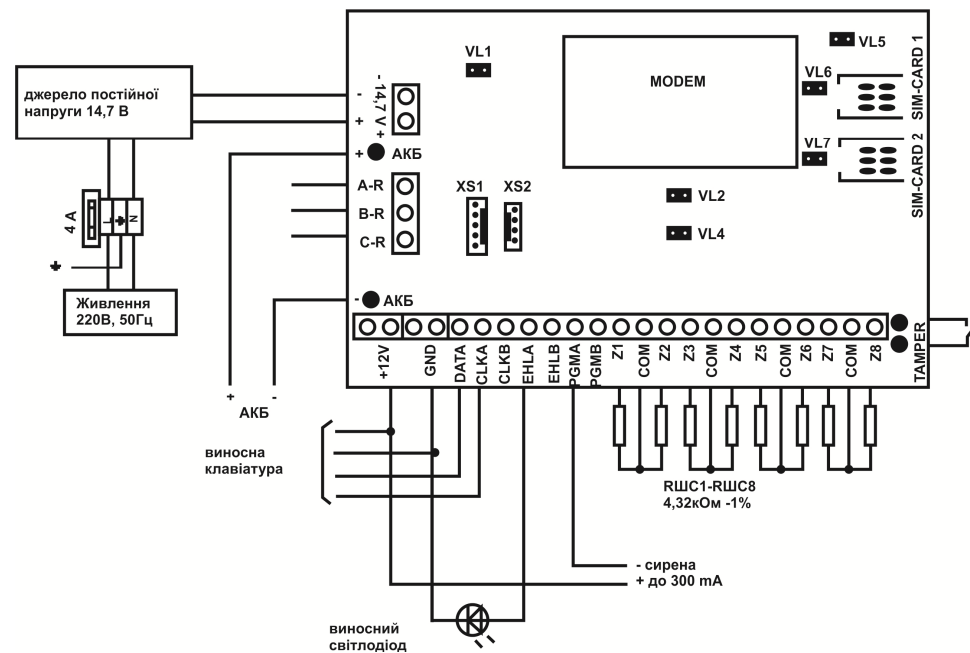 джерело постійної
напруги 14,7 В
4 A
L
N
Живлення
220В, 50Гц
-
+
- 14,7 V +
+
АКБ
A-R
B-R
C-R
-
АКБ
+
-
АКБ
VL1
XS1
XS2
MODEM
VL2
VL4
VL5
VL6
VL7
SIM-CARD 1
SIM-CARD 2
TAMPER
+12V
GND
DATA
CLKA
CLKB
EHLA
EHLB
PGMA
PGMB
Z1
COM
Z2
Z3
COM
Z4
Z5
COM
Z6
Z7
COM
Z8
виносна
клавіатура
RШС1-RШС8
4,32кОм -1%
- сирена
+ до 300 mA
виносний
світлодіод